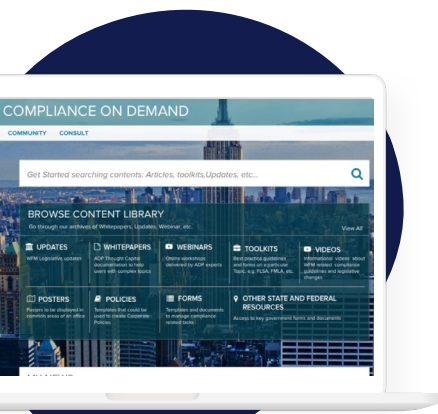 COMPLIANCE ON DEMAND
COMMUNITY CONSULT
Get Started searching contents: Articles, toolkits,Updates, etc...
BROWSE CONTENT LIBRARY
Go through our archives of Whitepapers, Updates, Webinar, etc.
View All
UPDATES
WFM Legislative updates
WHITEPAPERS
ADP Thought Capital
documentation to help
users with complex topics
WEBINARS
Online workshops
delivered by ADP experts
TOOLKITS
Best practice guidelines
and forms on a particular
Topic, e.g: FLSA, FMLA, etc.
VIDEOS
Informational videos about
WFM related compliance
guidelines and legislative
changes
POSTERS
Posters to be displayed in
common areas of an office
POLICIES
Templates that could be
used to create Corporate
Policies
FORMS
Templates and documents
to manage compliance
related tasks
OTHER STATE AND FEDERAL
RESOURCES
Access to key government forms and documents